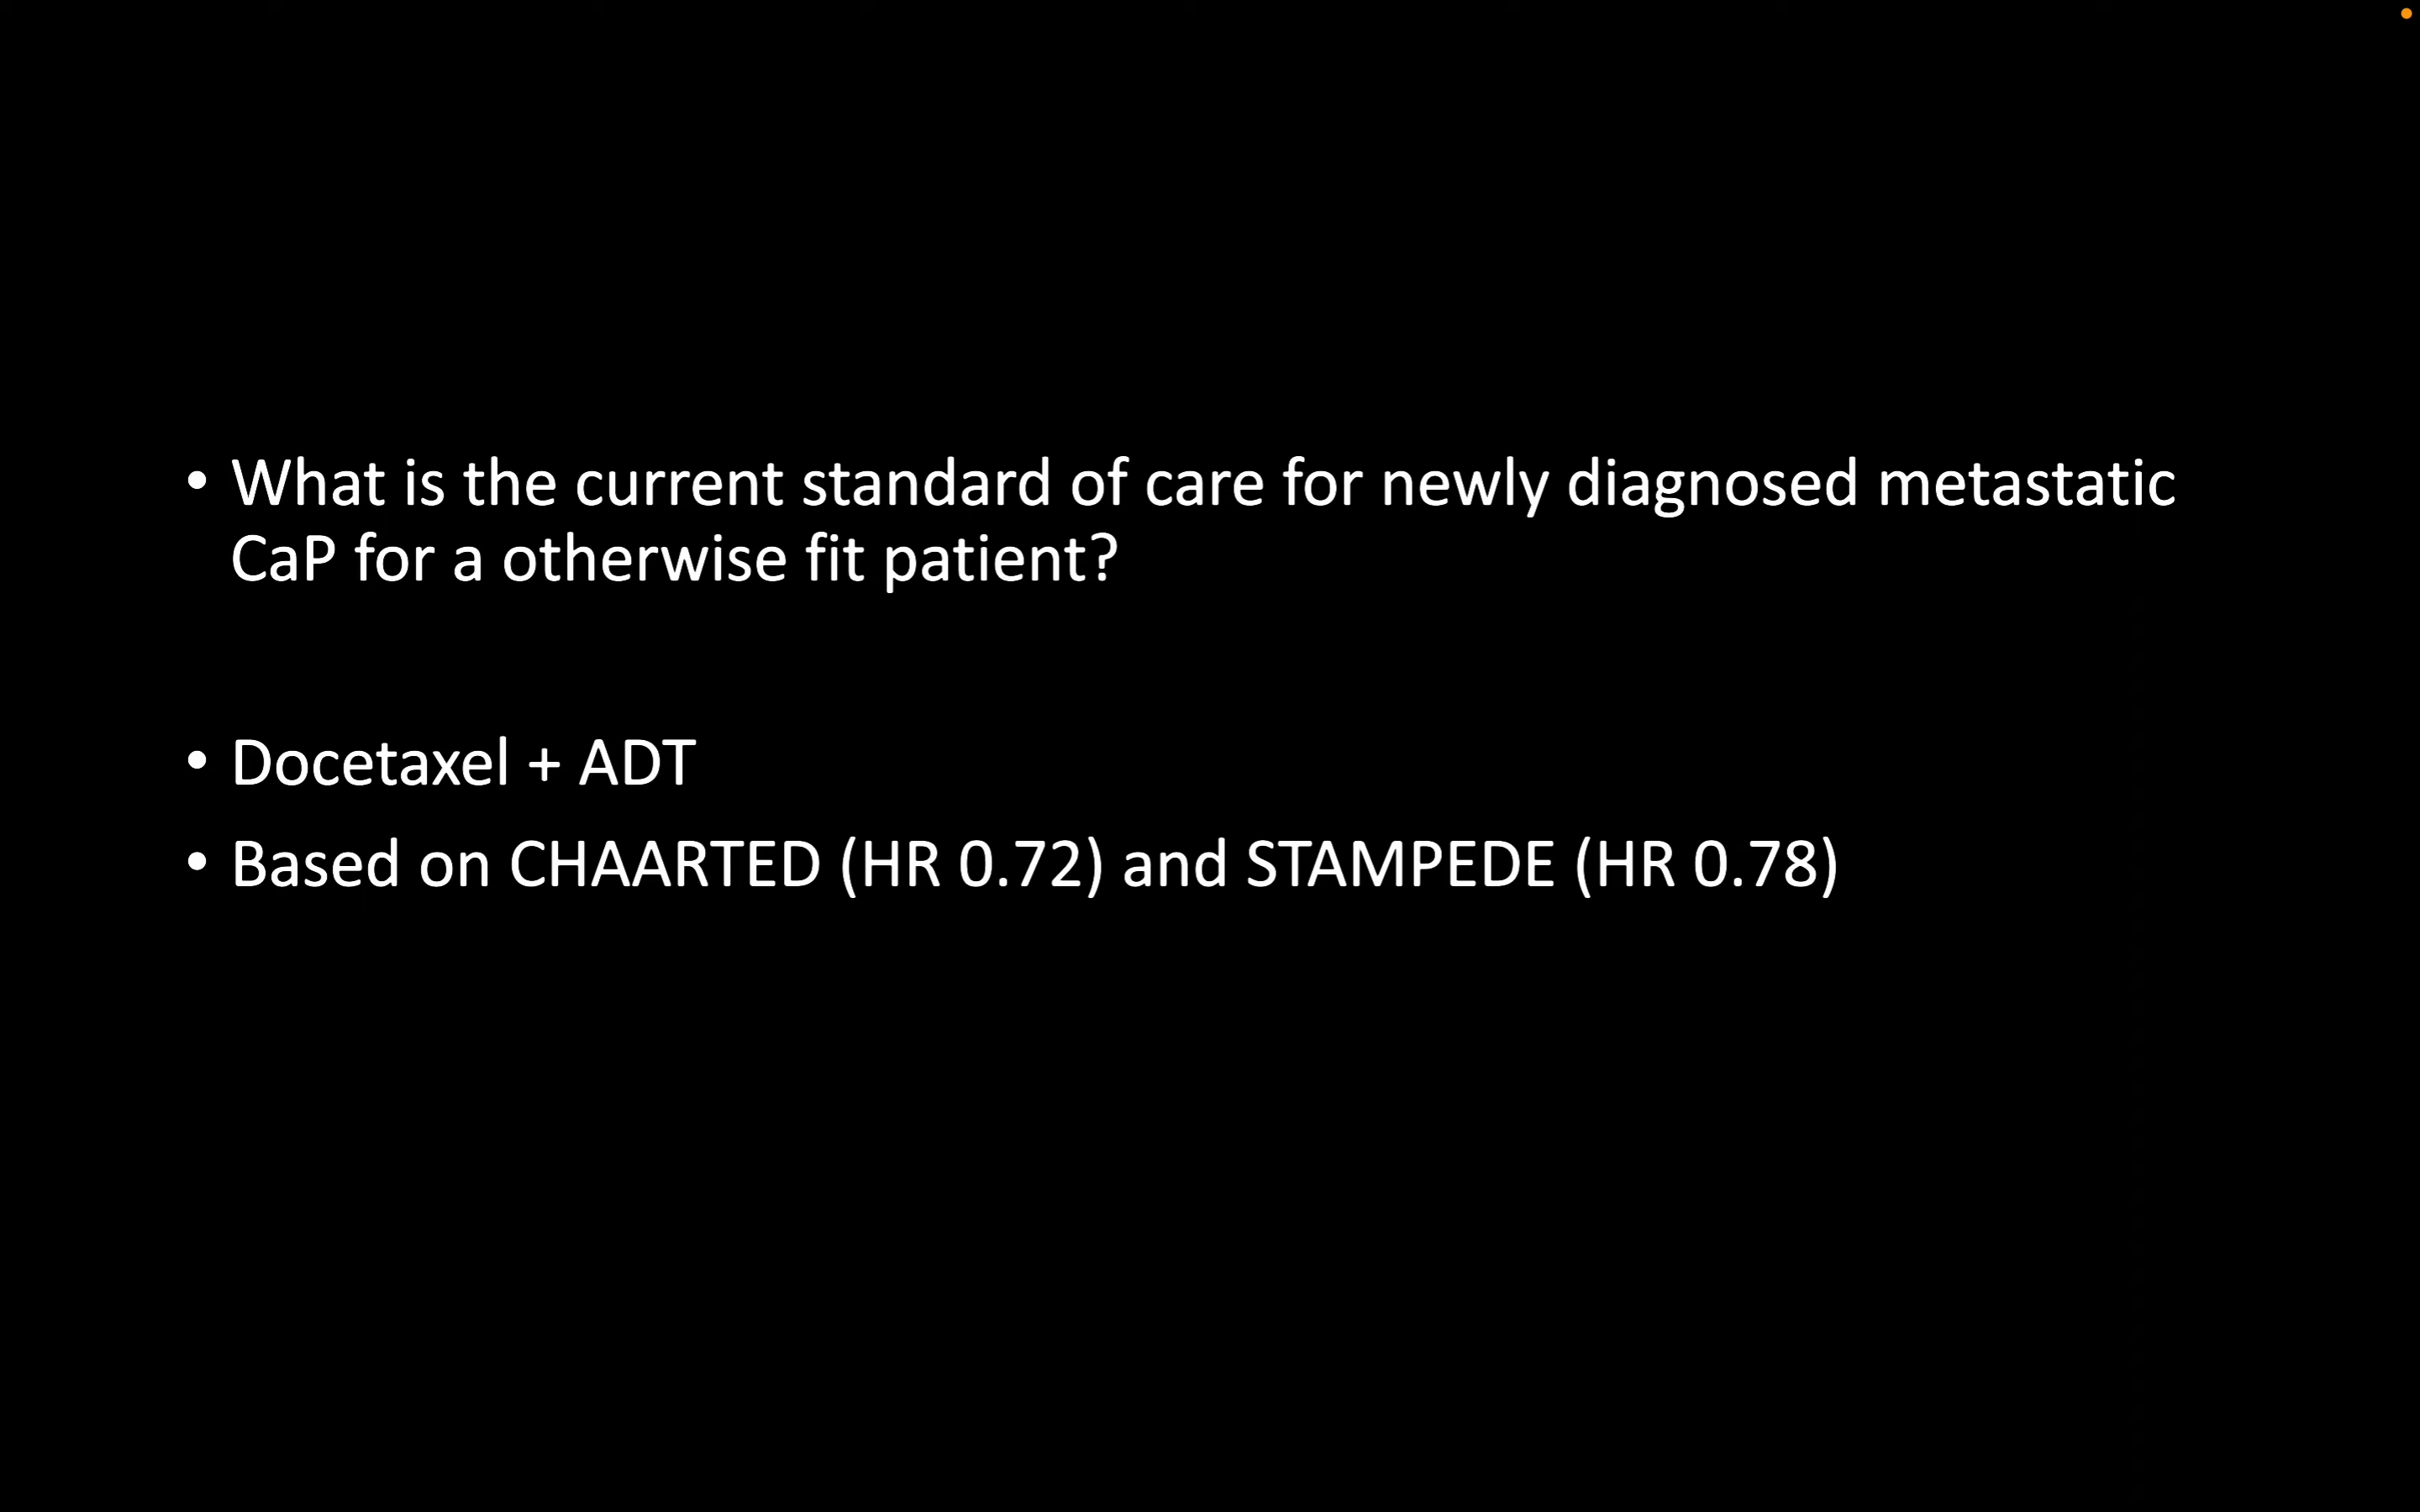 • What is the current standard of care for newly diagnosed metastatic
CaP for a otherwise fit patient?
• Docetaxel + ADT
• Based on CHAARTED (HR 0.72) and STAMPEDE (HR 0.78)